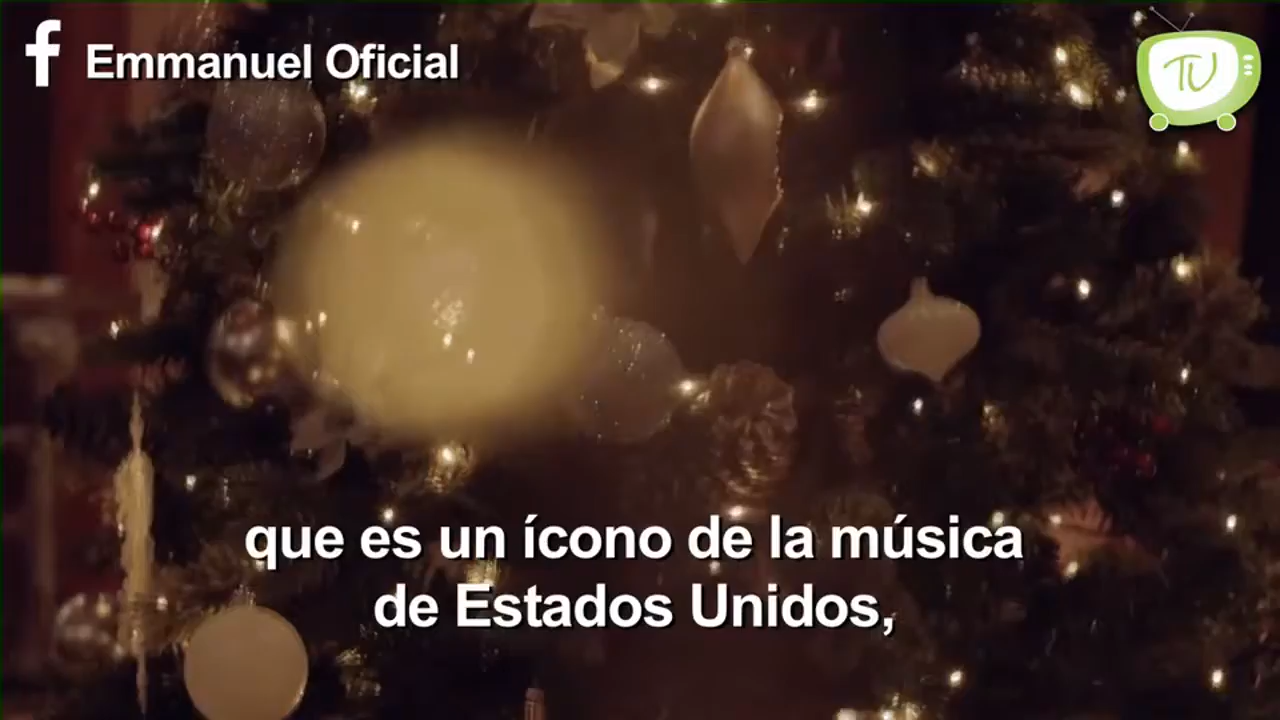 f Emmanuel Oficial
TV
que es un ícono de la música
de Estados Unidos,